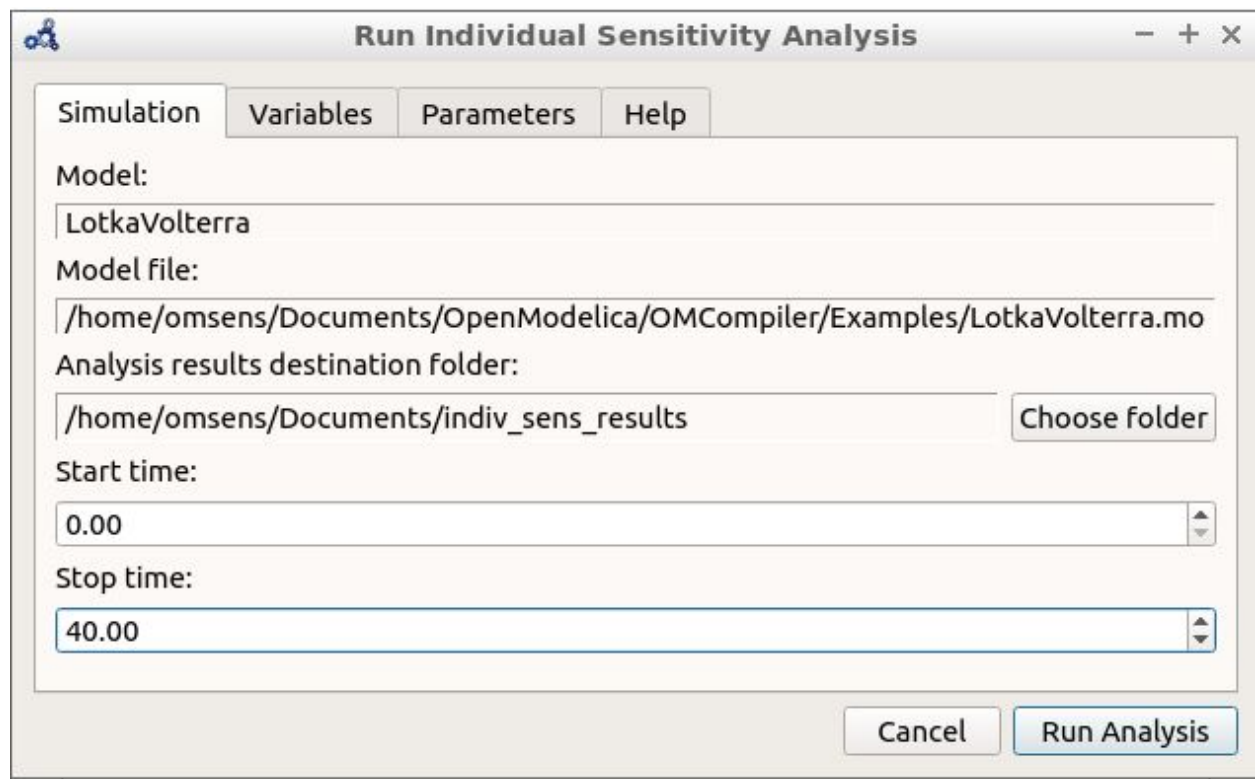 Run Individual Sensitivity Analysis
Simulation Variables Parameters Help
Model:
LotkaVolterra
Model file:
/home/omsens/Documents/OpenModelica/OMCompiler/Examples/LotkaVolterra.mo
Analysis results destination folder:
/home/omsens/Documents/indiv_sens_results Choose folder
Start time:
0.00
Stop time:
40.00
Cancel Run Analysis